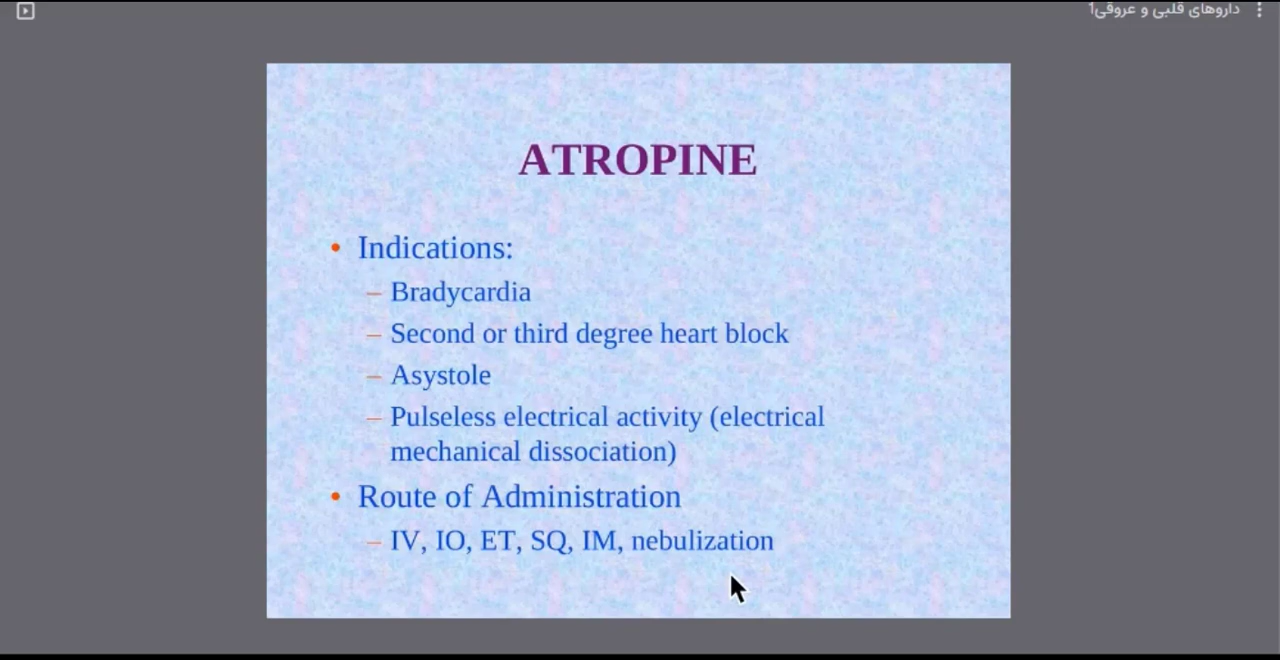 داروهای قلبی و عروقی1
ATROPINE
• Indications:
– Bradycardia
– Second or third degree heart block
– Asystole
– Pulseless electrical activity (electrical
mechanical dissociation)
• Route of Administration
– IV, IO, ET, SQ, IM, nebulization